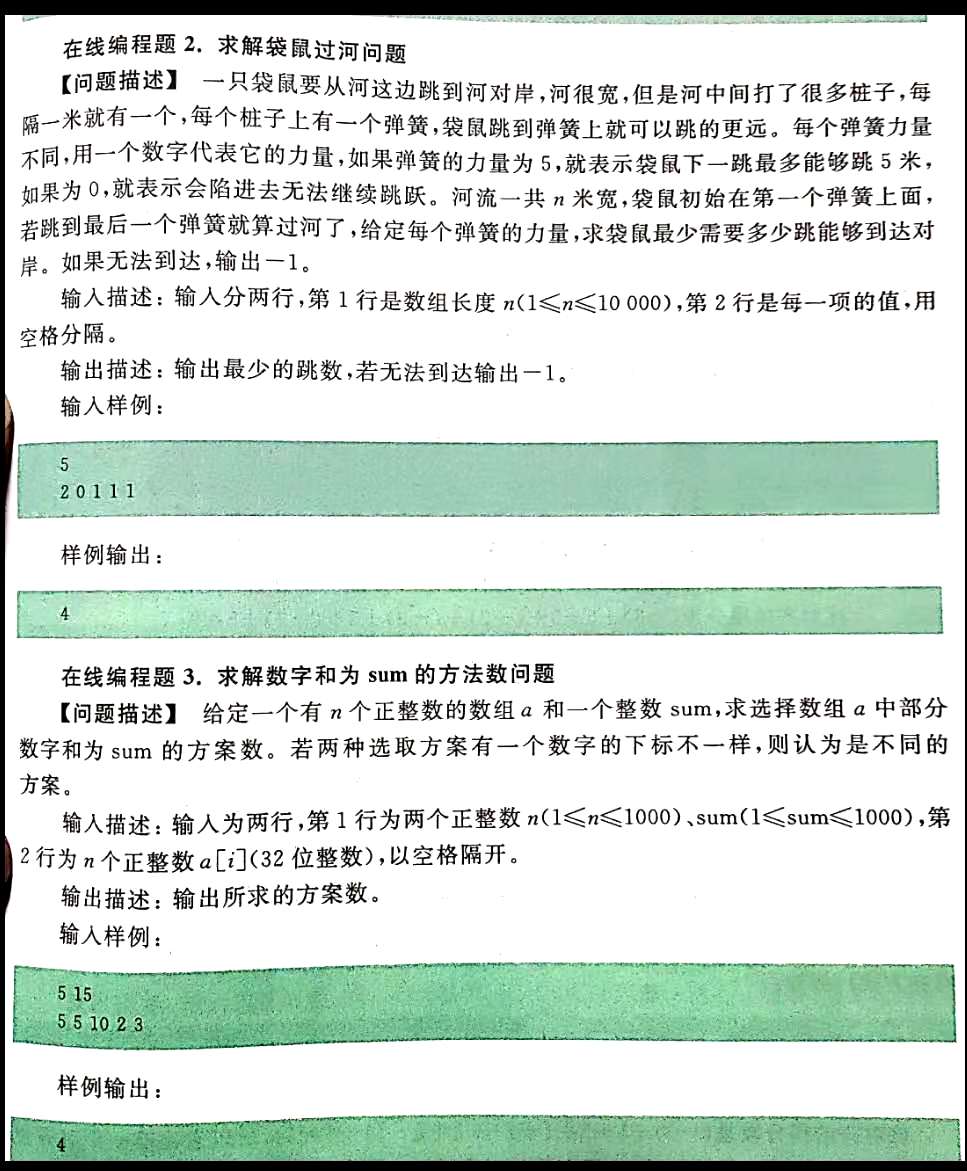 在线编程题 2. 求解袋鼠过河问题
【问题描述】 一只袋鼠要从河这边跳到河对岸,河很宽,但是河中间打了很多桩子,每
隔一米就有一个,每个桩子上有一个弹簧,袋鼠跳到弹簧上就可以跳的更远。每个弹簧力量
不同,用一个数字代表它的力量,如果弹簧的力量为 5,就表示袋鼠下一跳最多能够跳 5 米,
如果为 0,就表示会陷进去无法继续跳跃。河流一共 n 米宽,袋鼠初始在第一个弹簧上面,
若跳到最后一个弹簧就算过河了,给定每个弹簧的力量,求袋鼠最少需要多少跳能够到达对
岸。如果无法到达,输出-1。
输入描述：输入分两行,第 1 行是数组长度 n(1≤n≤10 000),第 2 行是每一项的值,用
空格分隔。
输出描述：输出最少的跳数,若无法到达输出-1。
输入样例：
5
2 0 1 1 1
样例输出：
4
在线编程题 3. 求解数字和为 sum 的方法数问题
【问题描述】 给定一个有 n 个正整数的数组 a 和一个整数 sum,求选择数组 a 中部分
数字和为 sum 的方案数。若两种选取方案有一个数字的下标不一样,则认为是不同的
方案。
输入描述：输入为两行,第 1 行为两个正整数 n(1≤n≤1000)、sum(1≤sum≤1000),第
2 行为 n 个正整数 a[i](32 位整数),以空格隔开。
输出描述：输出所求的方案数。
输入样例：
5 15
5 5 10 2 3
样例输出：
4